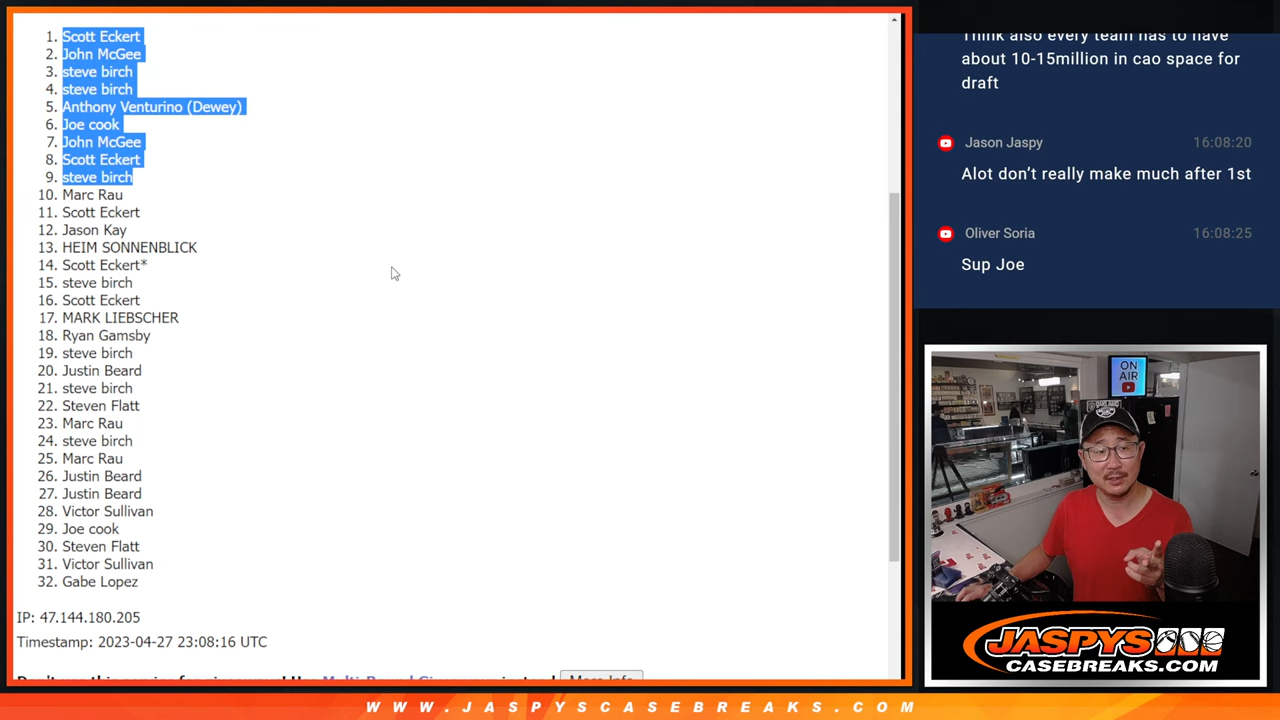 1. Scott Eckert
2. John McGee
3. steve birch
4. steve birch
5. Anthony Venturino (Dewey)
6. Joe cook
7. John McGee
8. Scott Eckert
9. steve birch
10. Marc Rau
11. Scott Eckert
12. Jason Kay
13. HEIM SONNENBLICK
14. Scott Eckert*
15. steve birch
16. Scott Eckert
17. MARK LIEBSCHER
18. Ryan Gamsby
19. steve birch
20. Justin Beard
21. steve birch
22. Steven Flatt
23. Marc Rau
24. steve birch
25. Marc Rau
26. Justin Beard
27. Justin Beard
28. Victor Sullivan
29. Joe cook
30. Steven Flatt
31. Victor Sullivan
32. Gabe Lopez
IP: 47.144.180.205
Timestamp: 2023-04-27 23:08:16 UTC
Think also every team has to have
about 10-15million in cao space for
draft
Jason Jaspy 16:08:20
Alot don’t really make much after 1st
Oliver Soria 16:08:25
Sup Joe
ON
AIR
JASPYS
CASEBREAKS.COM
WWW.JASPYSCASEBREAKS.COM